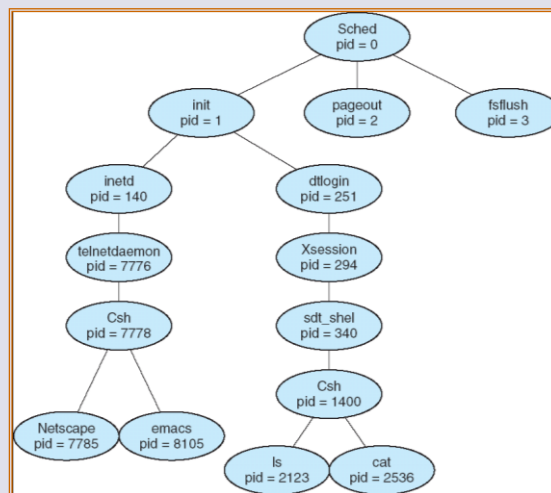 Sched
pid = 0
init
pid = 1
pageout
pid = 2
fsflush
pid = 3
inetd
pid = 140
dtlogin
pid = 251
telnetdaemon
pid = 7776
Xsession
pid = 294
Csh
pid = 7778
sdt_shel
pid = 340
Csh
pid = 1400
Netscape
pid = 7785
emacs
pid = 8105
ls
pid = 2123
cat
pid = 2536